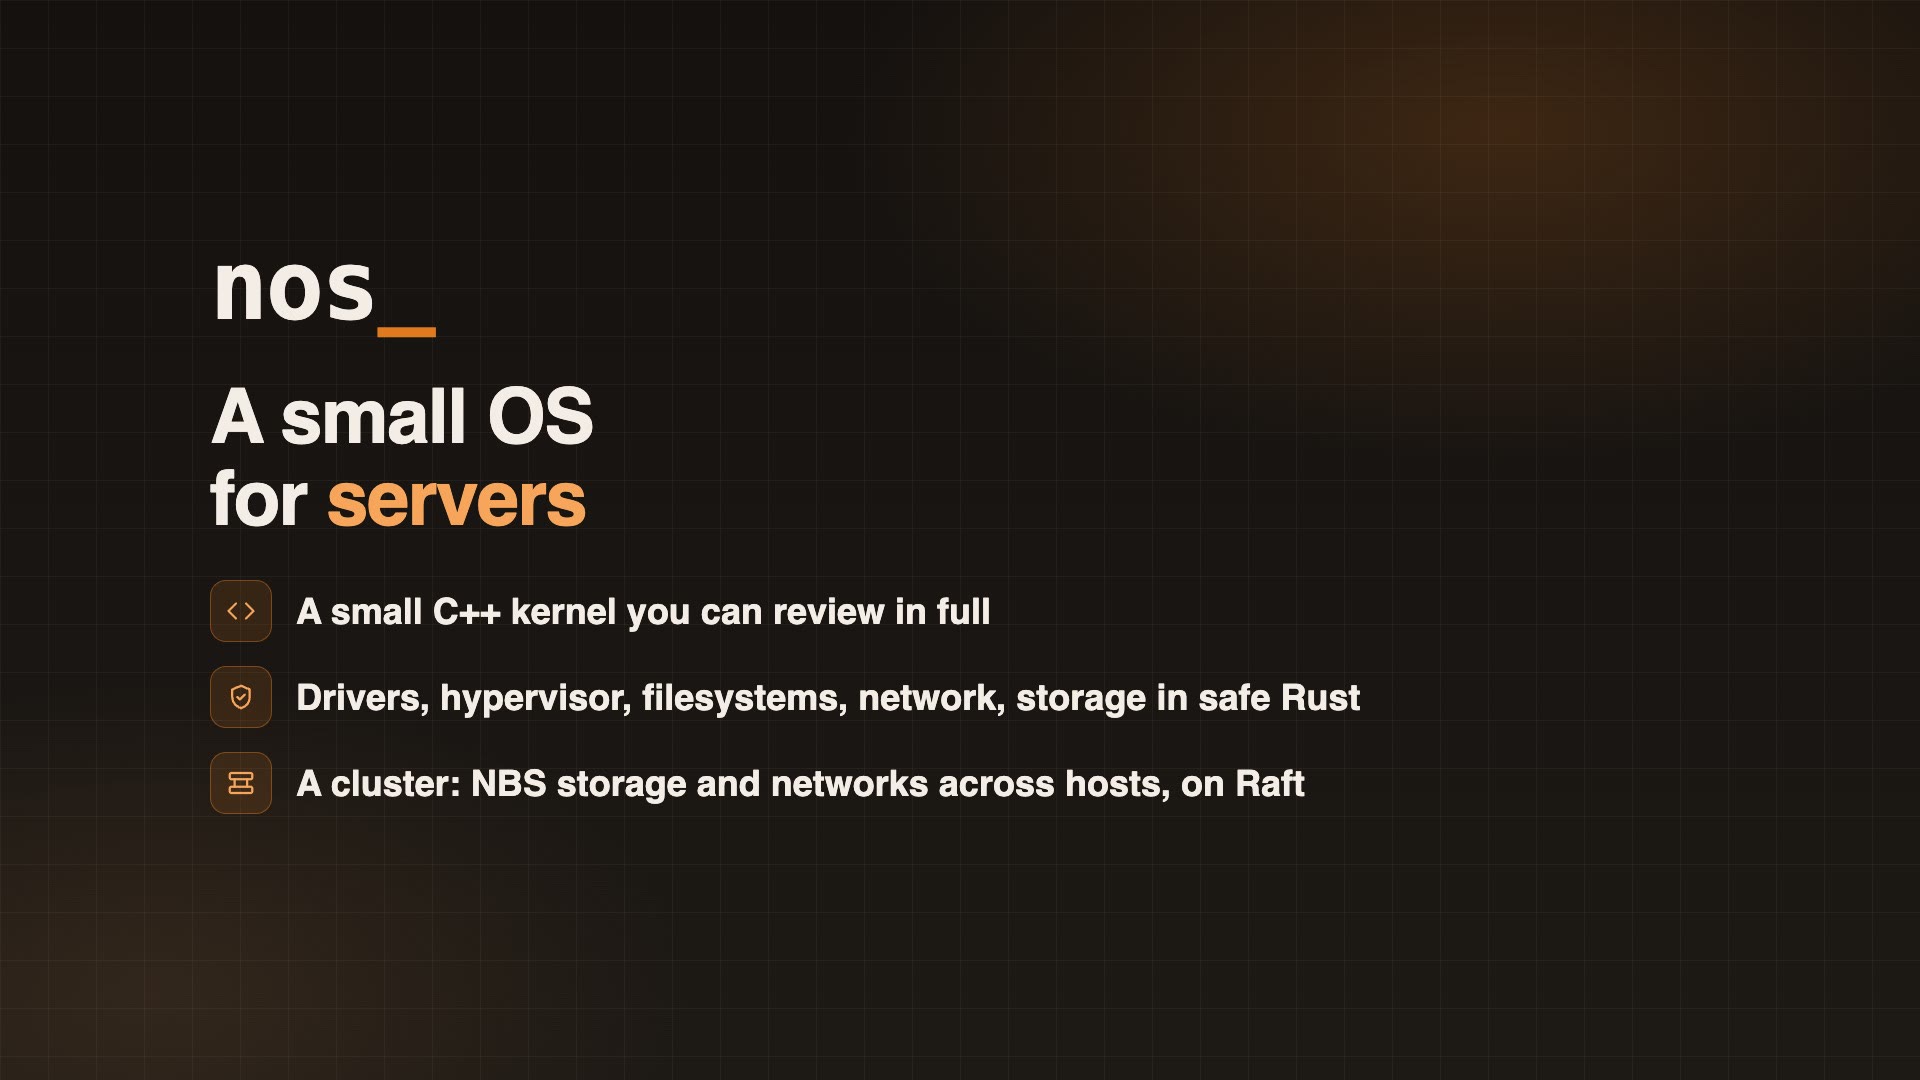 nos_
A small OS
for servers
A small C++ kernel you can review in full
Drivers, hypervisor, filesystems, network, storage in safe Rust
A cluster: NBS storage and networks across hosts, on Raft